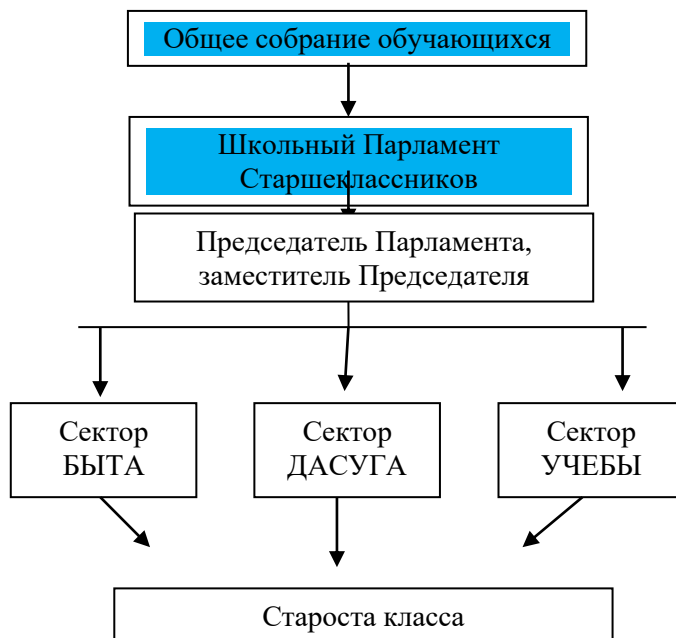 Общее собрание обучающихся
Школьный Парламент
Старшеклассников
Председатель Парламента,
заместитель Председателя
Сектор
БЫТА
Сектор
ДАСУГА
Сектор
УЧЕБЫ
Староста класса